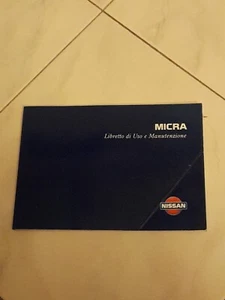 MICRA
Libretto di Uso e Manutenzione
NISSAN